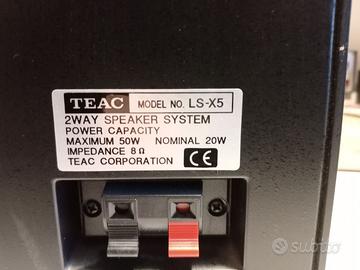 TEAC MODEL NO. LS-X5
2WAY SPEAKER SYSTEM
POWER CAPACITY
MAXIMUM 50W NOMINAL 20W
IMPEDANCE 8Ω
TEAC CORPORATION CE
subito